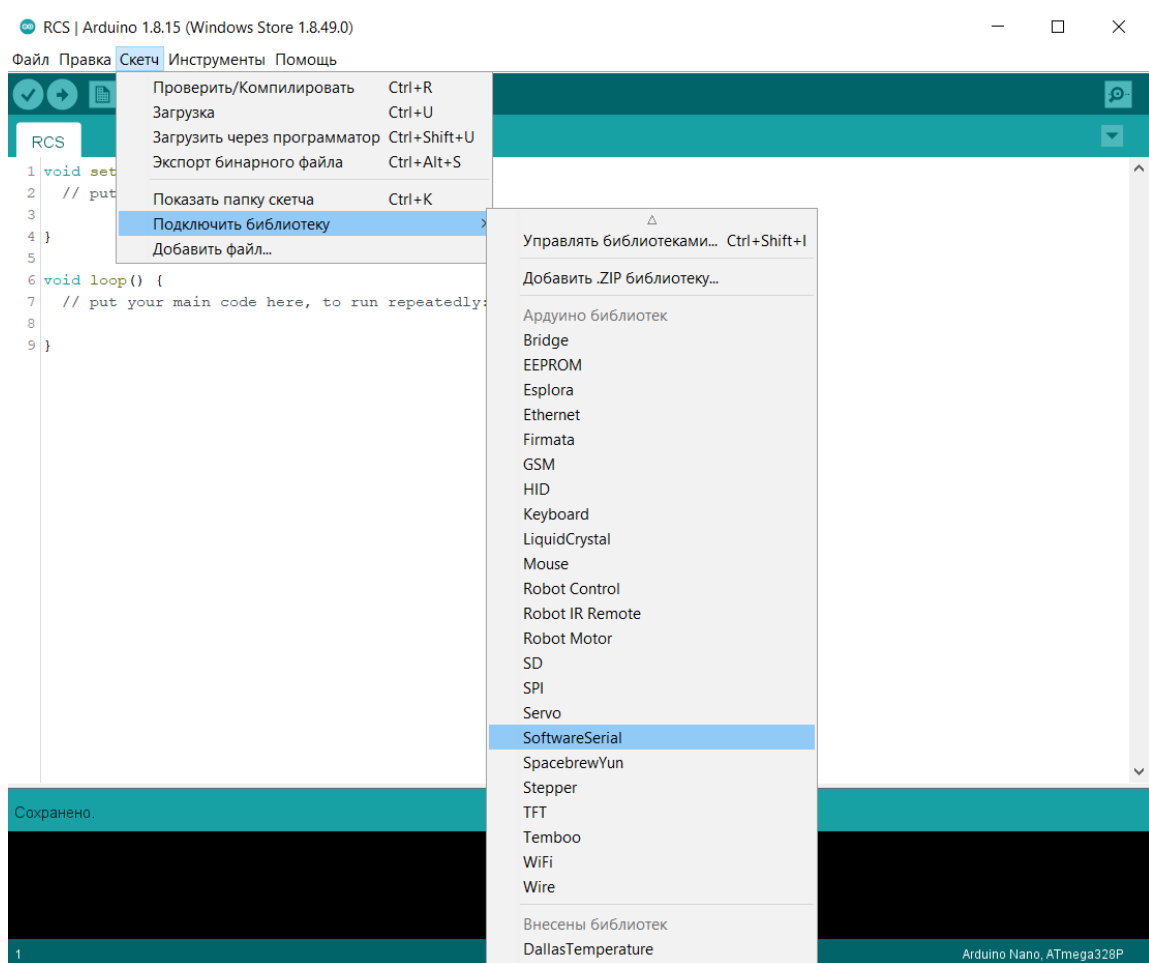 RCS | Arduino 1.8.15 (Windows Store 1.8.49.0)
Файл Правка Скетч Инструменты Помощь
Проверить/Компилировать Ctrl+R
Загрузка Ctrl+U
Загрузить через программатор Ctrl+Shift+U
Экспорт бинарного файла Ctrl+Alt+S
Показать папку скетча Ctrl+K
Подключить библиотеку
Добавить файл...
RCS
1 void set
2 // put
3
4 }
5
6 void loop() {
7 // put your main code here, to run repeatedly:
8
9 }
Управлять библиотеками... Ctrl+Shift+I
Добавить .ZIP библиотеку...
Ардуино библиотек
Bridge
EEPROM
Esplora
Ethernet
Firmata
GSM
HID
Keyboard
LiquidCrystal
Mouse
Robot Control
Robot IR Remote
Robot Motor
SD
SPI
Servo
SoftwareSerial
SpacebrewYun
Stepper
TFT
Temboo
WiFi
Wire
Внесены библиотек
DallasTemperature
Сохранено.
1
Arduino Nano, ATmega328P